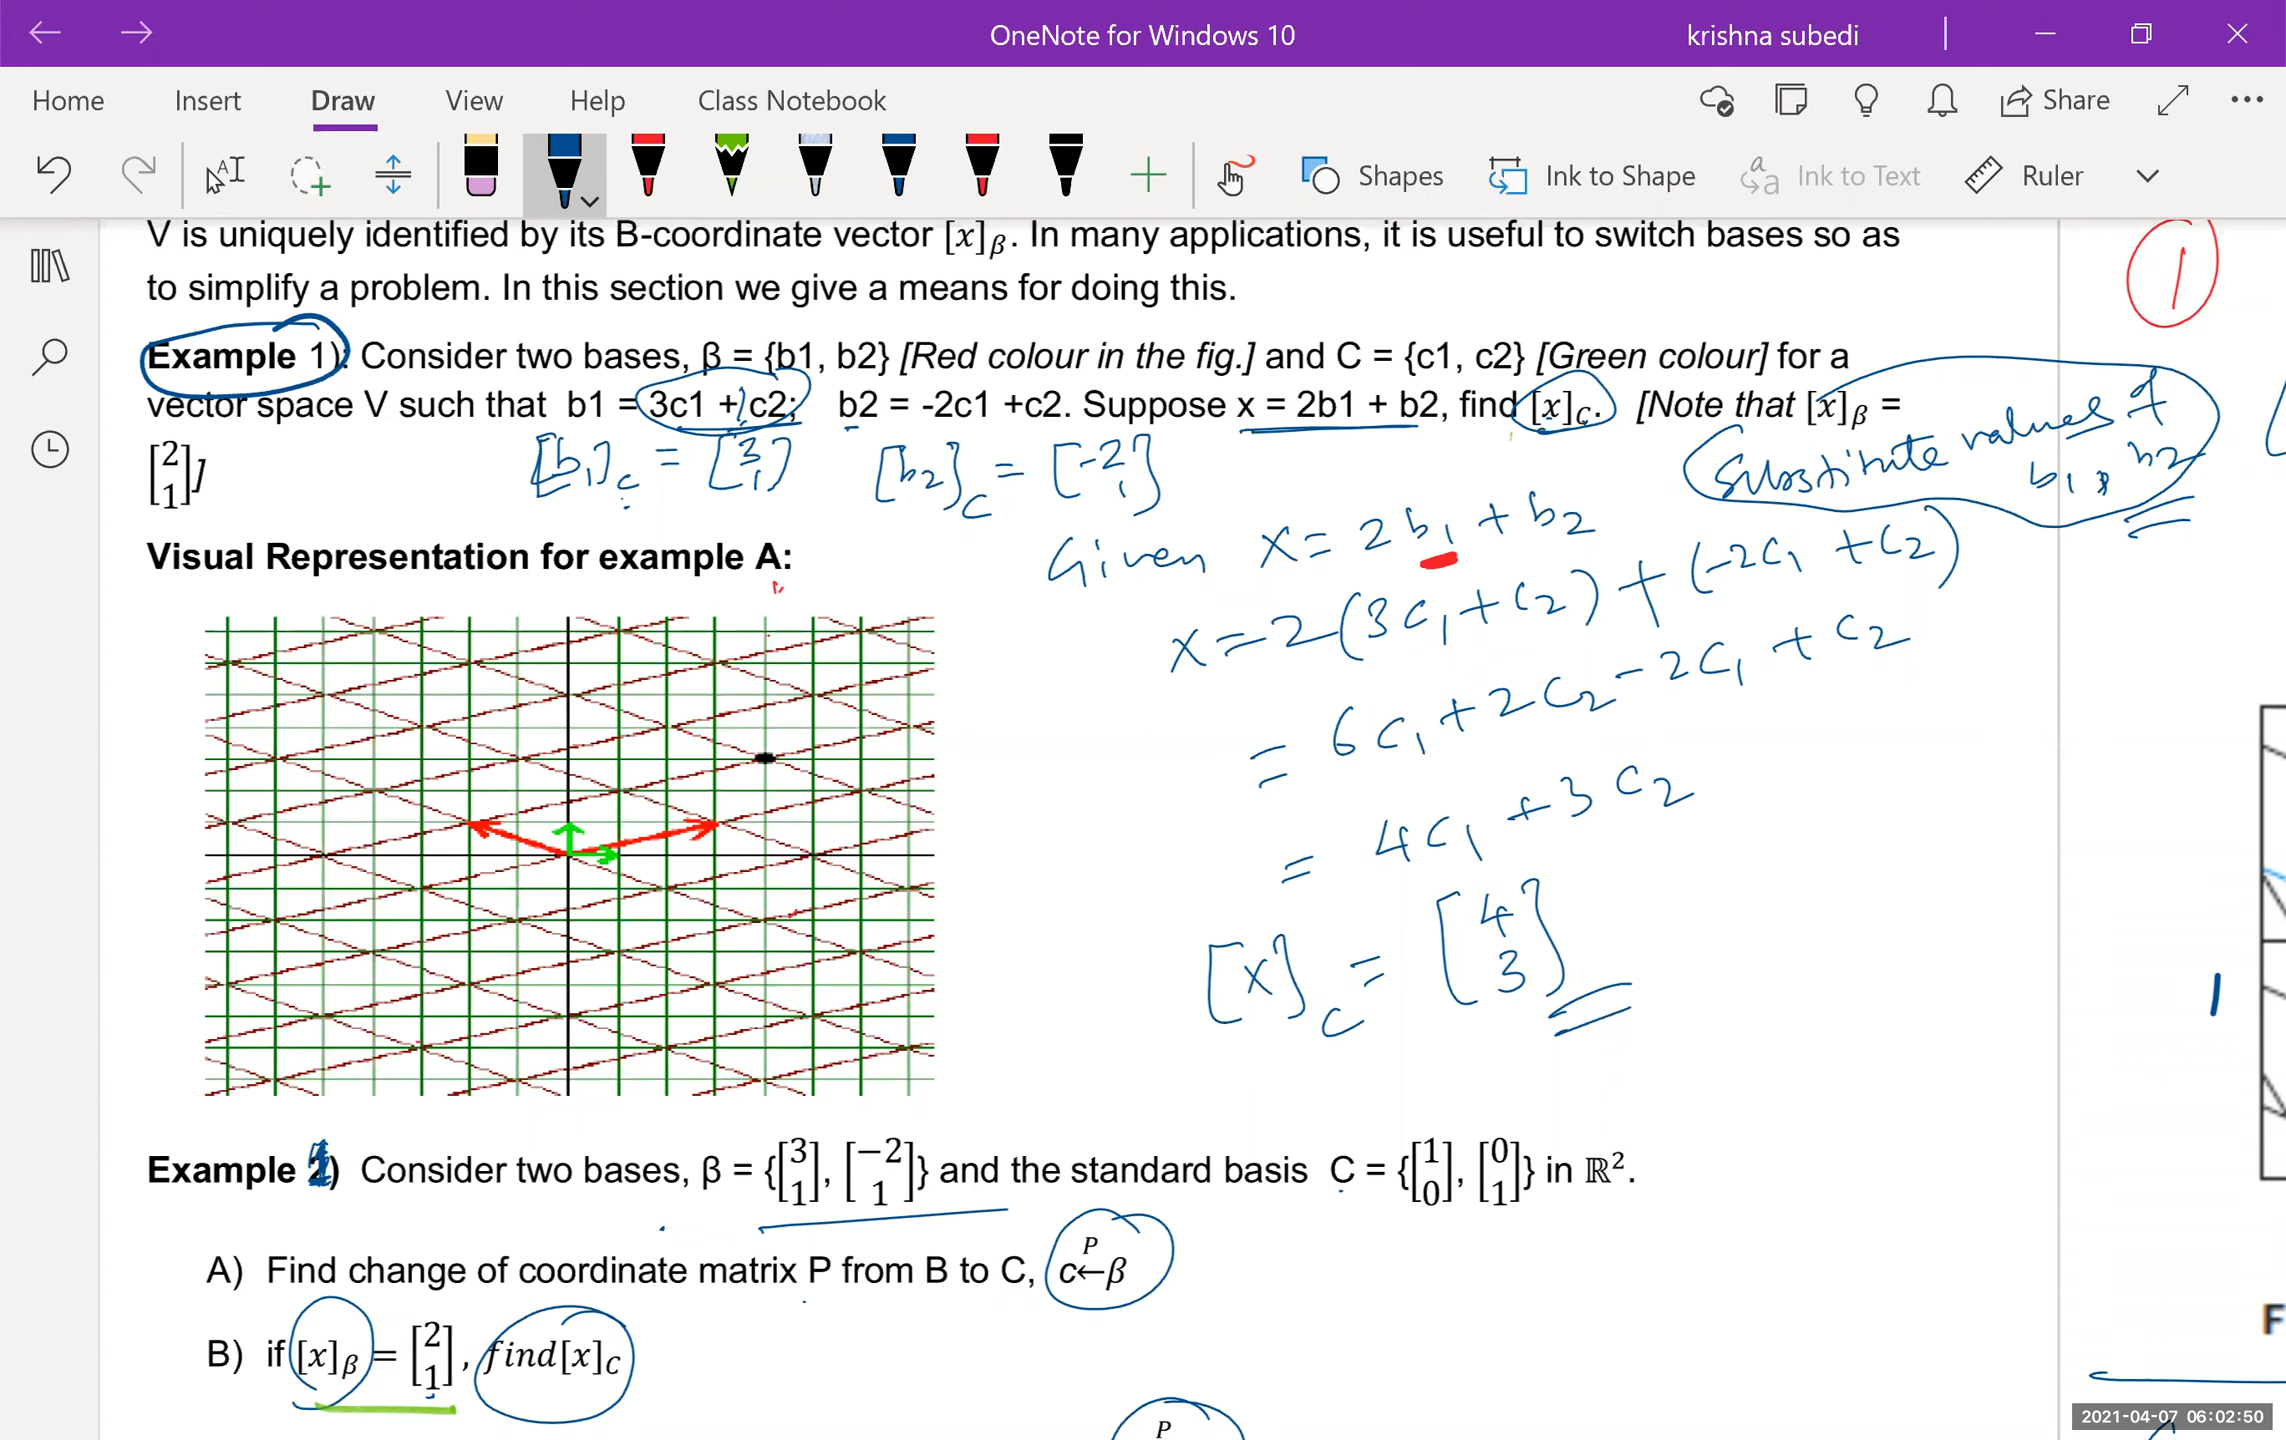 OneNote for Windows 10
krishna subedi
Home Insert Draw View Help Class Notebook Share
Shapes Ink to Shape Ink to Text Ruler
V is uniquely identified by its B-coordinate vector [x]β. In many applications, it is useful to switch bases so as
to simplify a problem. In this section we give a means for doing this.
1
Example 1): Consider two bases, β = {b1, b2} [Red colour in the fig.] and C = {c1, c2} [Green colour] for a
vector space V such that b1 = 3c1 + c2; b2 = -2c1 +c2. Suppose x = 2b1 + b2, find [x]C. [Note that [x]β =
[2 1]]
[b1]C = [3 1] [b2]C = [-2 1]
Substitute values of
b1, b2
Visual Representation for example A:
Given x = 2b1 + b2
x = 2(3c1 + c2) + (-2c1 + c2)
= 6c1 + 2c2 - 2c1 + c2
= 4c1 + 3c2
[x]C = [4 3]
1
Example 1) Consider two bases, β = {[3 1], [−2 1]} and the standard basis C = {[1 0], [0 1]} in ℝ².
A) Find change of coordinate matrix P from B to C, P c←β
F
B) if [x]β = [2 1], find[x]C
P
2021-04-07 06:02:50